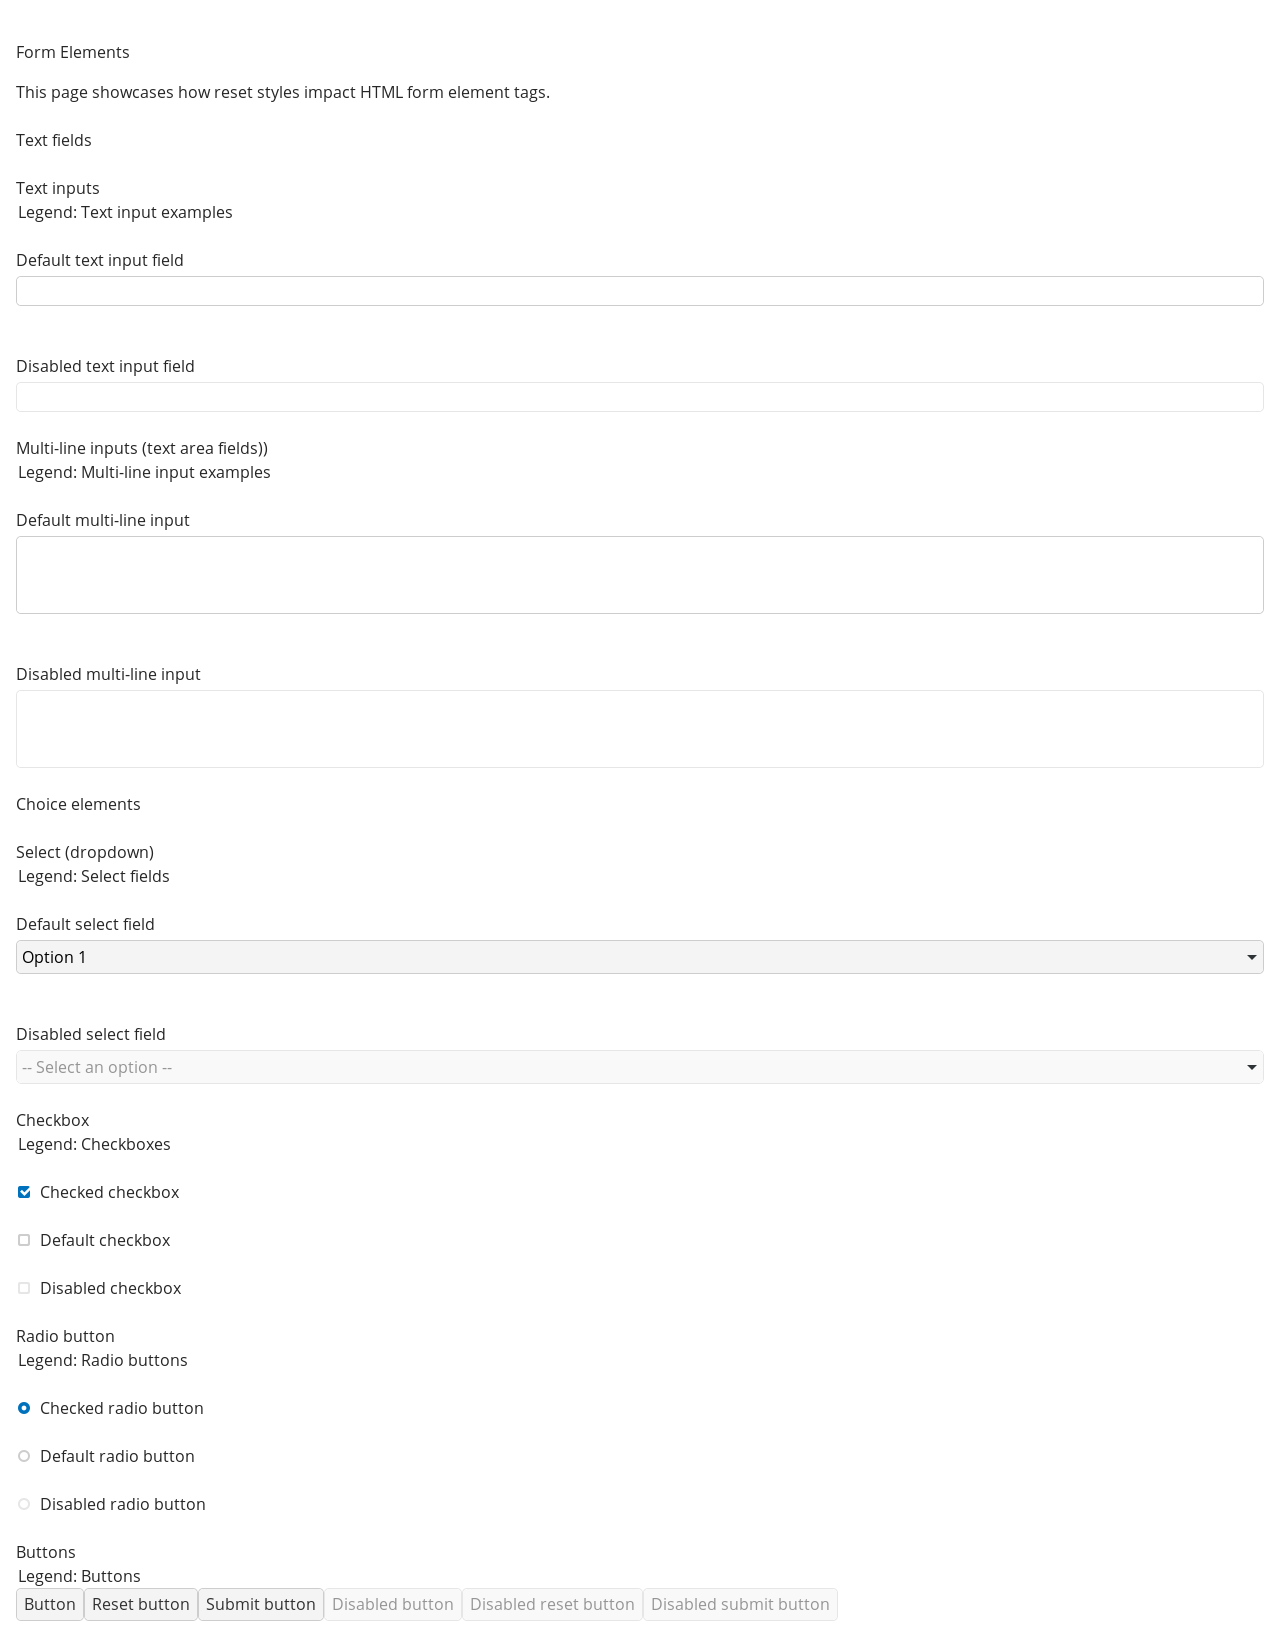 Form Elements
This page showcases how reset styles impact HTML form element tags.
Text fields
Text inputs
Legend: Text input examples
Default text input field
Disabled text input field
Multi-line inputs (text area fields))
Legend: Multi-line input examples
Default multi-line input
Disabled multi-line input
Choice elements
Select (dropdown)
Legend: Select fields
Default select field
Option 1
Disabled select field
-- Select an option --
Checkbox
Legend: Checkboxes
Checked checkbox
Default checkbox
Disabled checkbox
Radio button
Legend: Radio buttons
Checked radio button
Default radio button
Disabled radio button
Buttons
Legend: Buttons
Button Reset button Submit button Disabled button Disabled reset button Disabled submit button